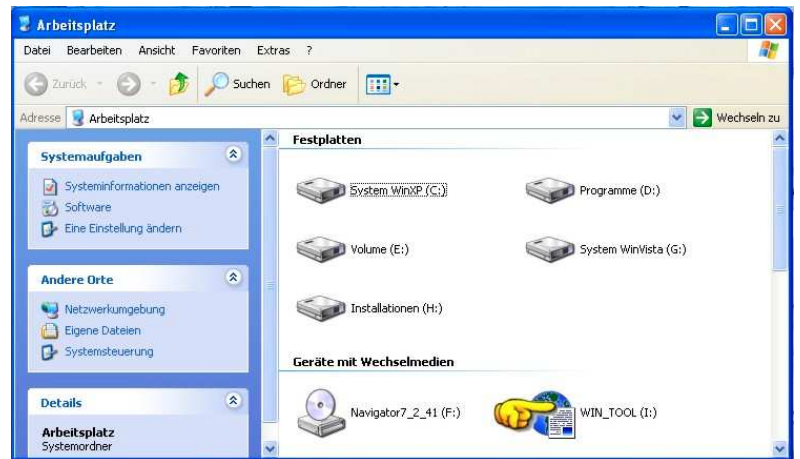 Arbeitsplatz
Datei Bearbeiten Ansicht Favoriten Extras ?
Zurück Suchen Ordner
Adresse Arbeitsplatz Wechseln zu
Systemaufgaben
Systeminformationen anzeigen
Software
Eine Einstellung ändern
Andere Orte
Netzwerkumgebung
Eigene Dateien
Systemsteuerung
Details
Arbeitsplatz
Systemordner
Festplatten
System WinXP (C:) Programme (D:)
Volume (E:) System WinVista (G:)
Installationen (H:)
Geräte mit Wechselmedien
Navigator7_2_41 (F:) WIN_TOOL (I:)